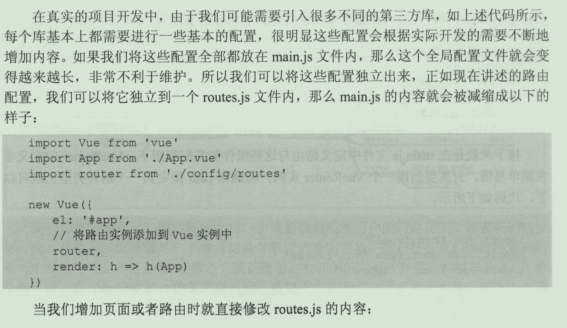 在真实的项目开发中，由于我们可能需要引入很多不同的第三方库，如上述代码所示，
每个库基本上都需要进行一些基本的配置，很明显这些配置会根据实际开发的需要不断地
增加内容。如果我们将这些配置全部都放在 main.js 文件内，那么这个全局配置文件就会变
得越来越长，非常不利于维护。所以我们可以将这些配置独立出来，正如现在讲述的路由
配置，我们可以将它独立到一个 routes.js 文件内，那么 main.js 的内容就会被减缩成以下的
样子：
import Vue from 'vue'
import App from './App.vue'
import router from './config/routes'
new Vue({
el: '#app',
// 将路由实例添加到 Vue 实例中
router,
render: h => h(App)
})
当我们增加页面或者路由时就直接修改 routes.js 的内容：